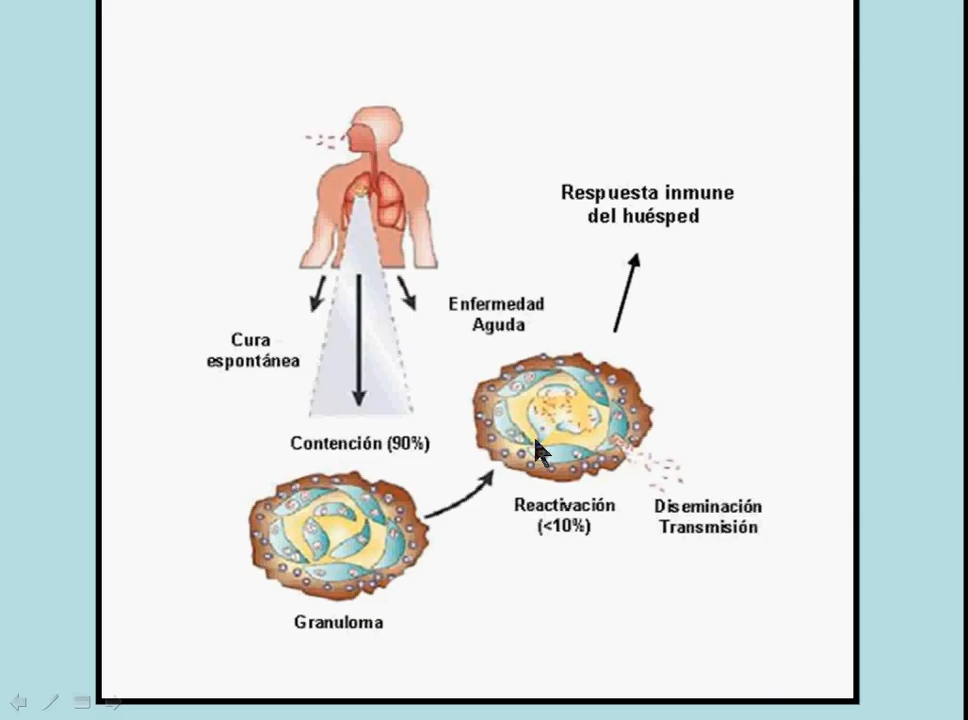 Respuesta inmune
del huésped
Enfermedad
Aguda
Cura
espontánea
Contención (90%)
Reactivación
(<10%)
Diseminación
Transmisión
Granuloma